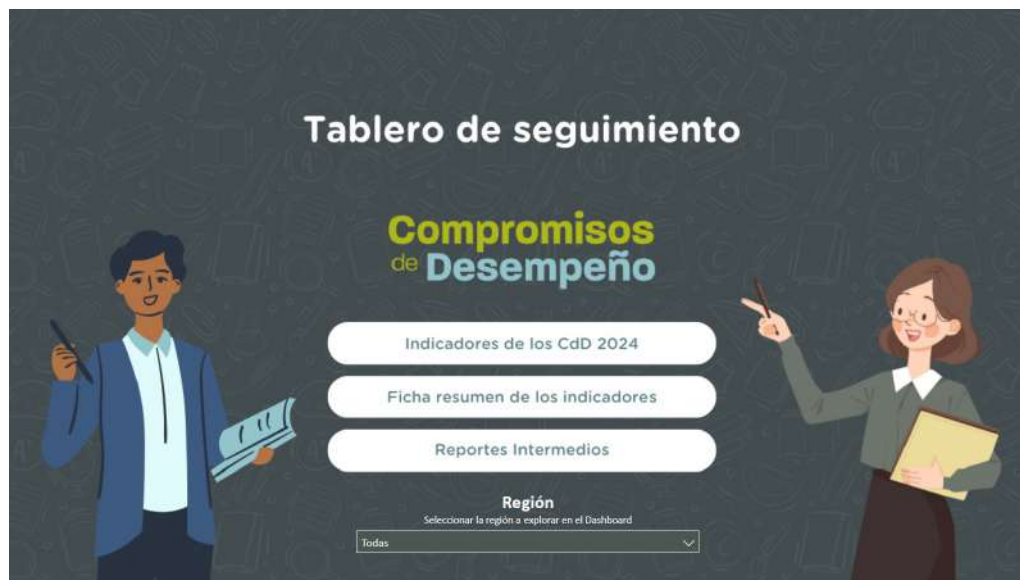 Tablero de seguimiento
Compromisos
de Desempeño
Indicadores de los CdD 2024
Ficha resumen de los indicadores
Reportes Intermedios
Región
Seleccionar la región a explorar en el Dashboard
Todas